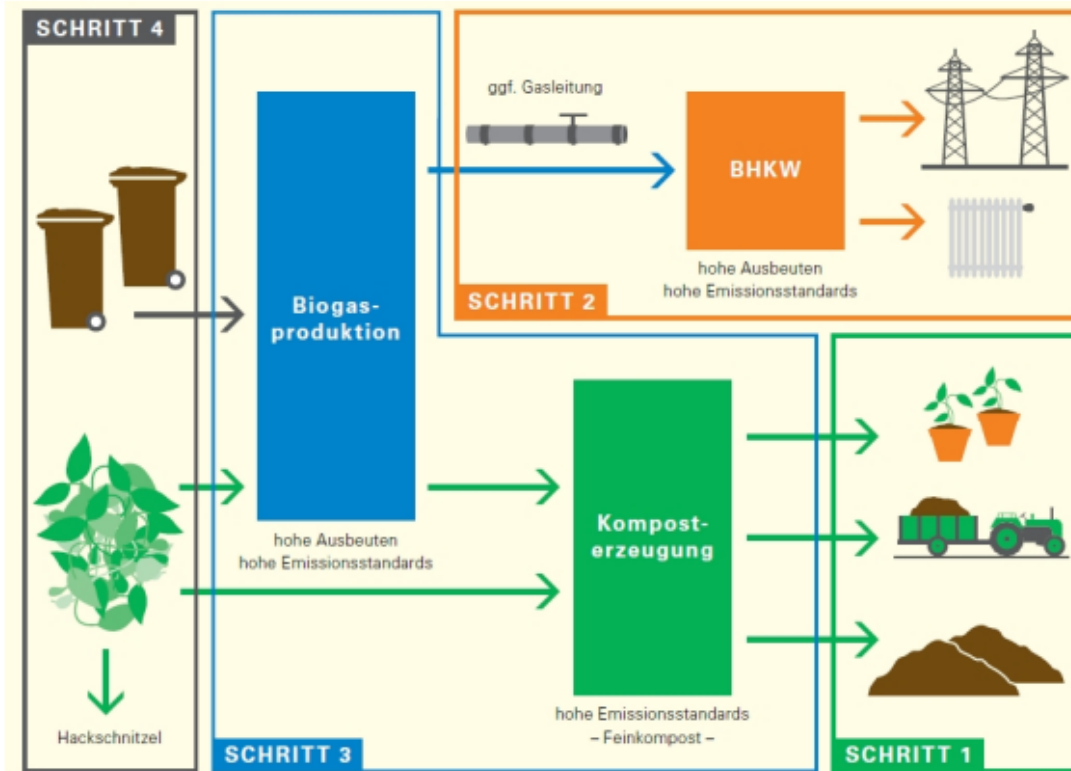 SCHRITT 4
ggf. Gasleitung
BHKW
hohe Ausbeuten
hohe Emissionsstandards
SCHRITT 2
Biogas-
produktion
hohe Ausbeuten
hohe Emissionsstandards
Kompost-
erzeugung
hohe Emissionsstandards
– Feinkompost –
Hackschnitzel
SCHRITT 3
SCHRITT 1